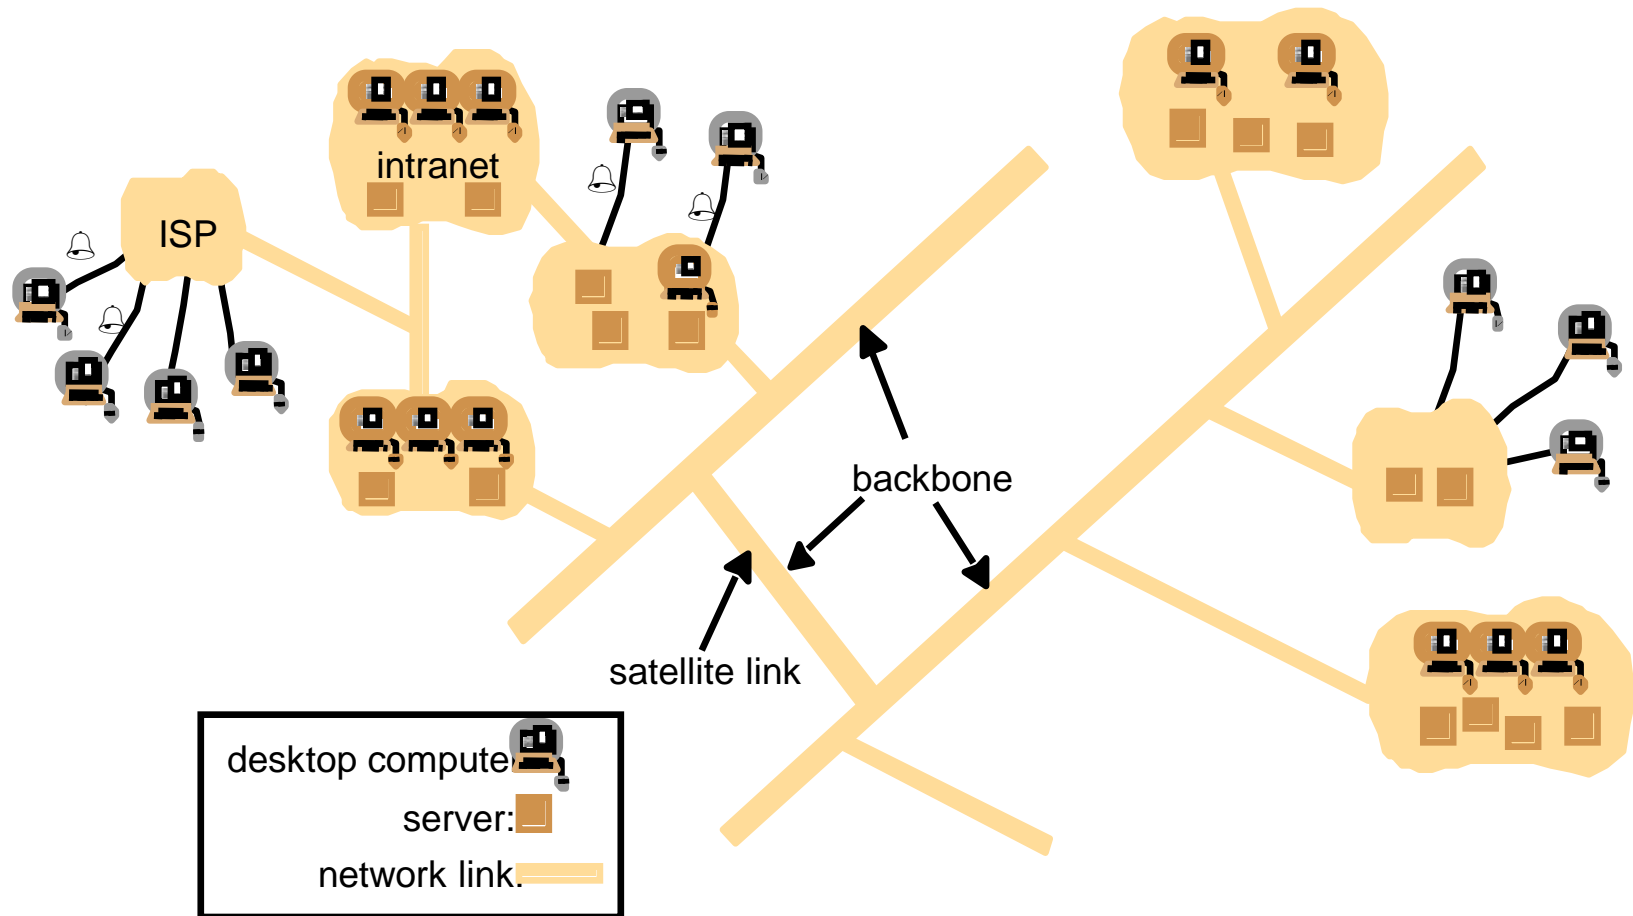 intranet
ISP
backbone
satellite link
desktop compute
server:
network link: